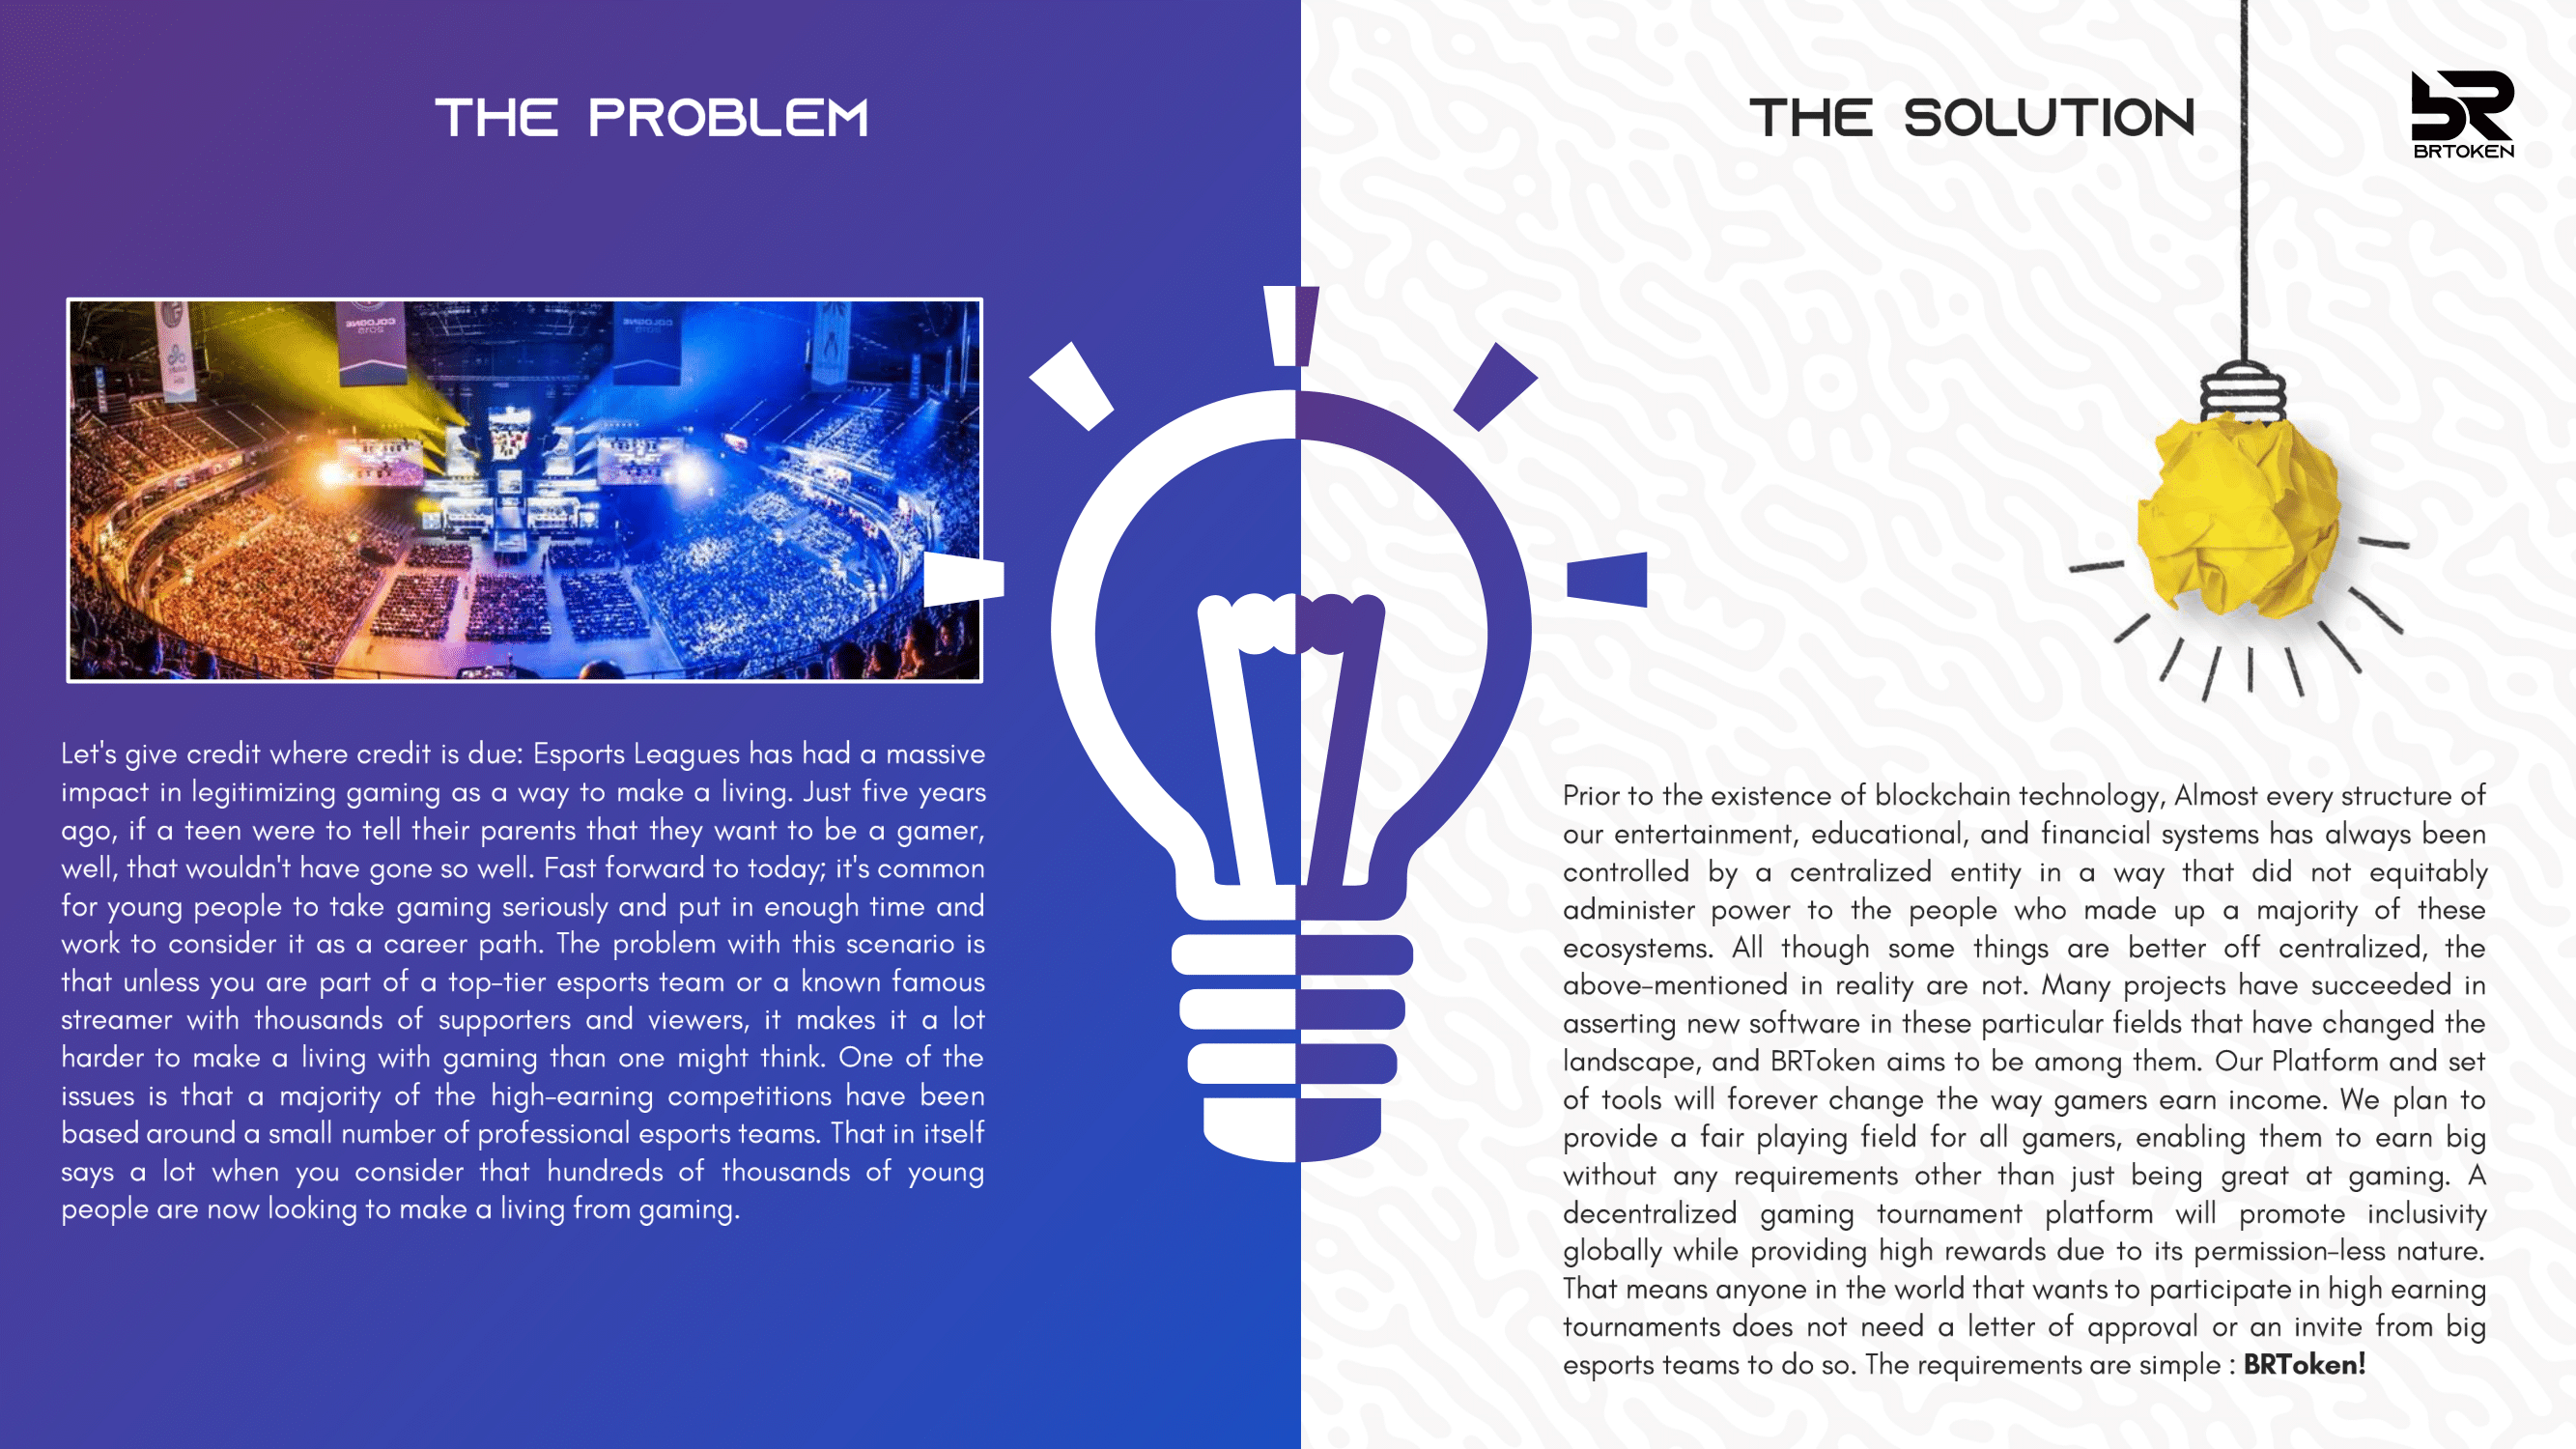 THE PROBLEM
Let's give credit where credit is due: Esports Leagues has had a massive
impact in legitimizing gaming as a way to make a living. Just five years
ago, if a teen were to tell their parents that they want to be a gamer,
well, that wouldn't have gone so well. Fast forward to today; it's common
for young people to take gaming seriously and put in enough time and
work to consider it as a career path. The problem with this scenario is
that unless you are part of a top-tier esports team or a known famous
streamer with thousands of supporters and viewers, it makes it a lot
harder to make a living with gaming than one might think. One of the
issues is that a majority of the high-earning competitions have been
based around a small number of professional esports teams. That in itself
says a lot when you consider that hundreds of thousands of young
people are now looking to make a living from gaming.
THE SOLUTION
BR
BRTOKEN
Prior to the existence of blockchain technology, Almost every structure of
our entertainment, educational, and financial systems has always been
controlled by a centralized entity in a way that did not equitably
administer power to the people who made up a majority of these
ecosystems. All though some things are better off centralized, the
above-mentioned in reality are not. Many projects have succeeded in
asserting new software in these particular fields that have changed the
landscape, and BRToken aims to be among them. Our Platform and set
of tools will forever change the way gamers earn income. We plan to
provide a fair playing field for all gamers, enabling them to earn big
without any requirements other than just being great at gaming. A
decentralized gaming tournament platform will promote inclusivity
globally while providing high rewards due to its permission-less nature.
That means anyone in the world that wants to participate in high earning
tournaments does not need a letter of approval or an invite from big
esports teams to do so. The requirements are simple : BRToken!